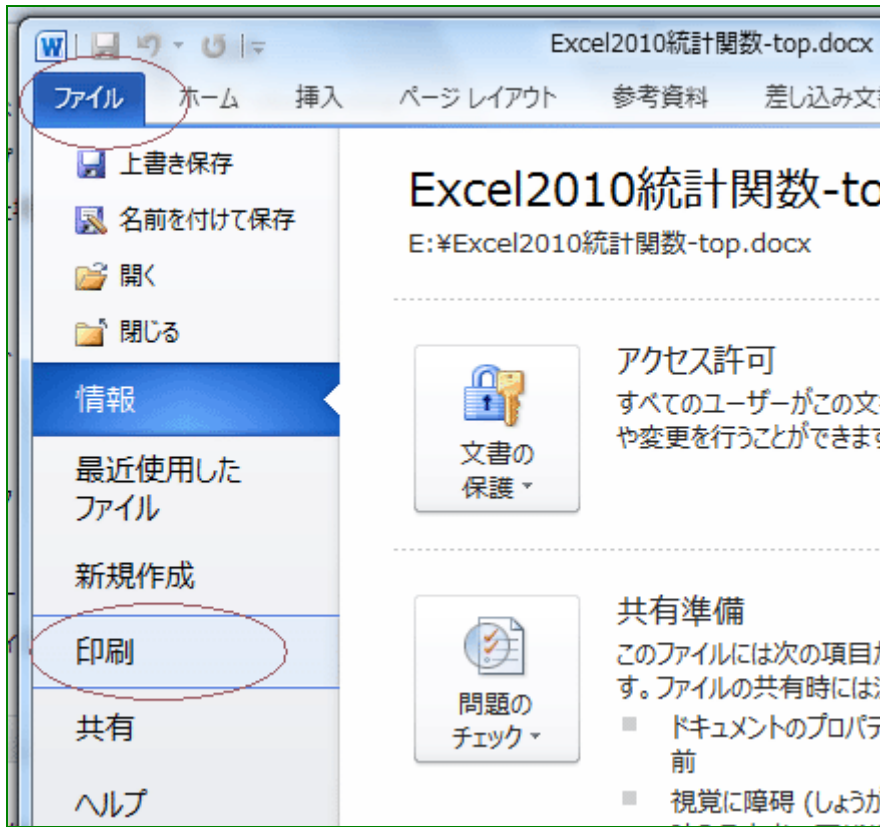 Excel2010統計関数-top.docx
ファイル ホーム 挿入 ページ レイアウト 参考資料 差し込み文
上書き保存
名前を付けて保存
開く
閉じる
情報
最近使用した
ファイル
新規作成
印刷
共有
ヘルプ
Excel2010統計関数-to
E:¥Excel2010統計関数-top.docx
文書の
保護
アクセス許可
すべてのユーザーがこの文
や変更を行うことができます
問題の
チェック
共有準備
このファイルには次の項目が
す。ファイルの共有時には
ドキュメントのプロパテ
前
視覚に障碍 (しょうが